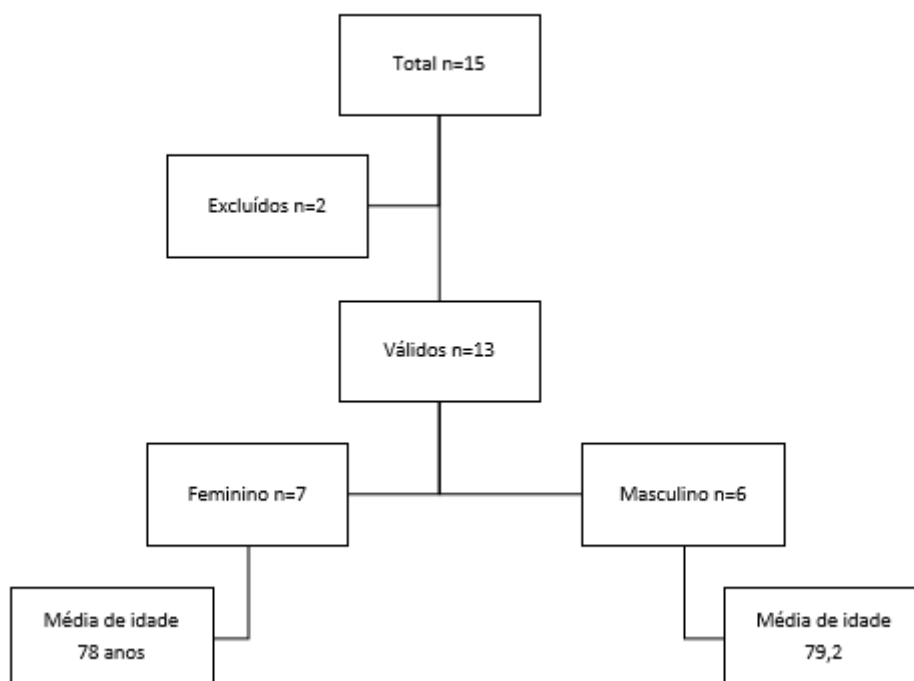 Total n=15
Excluídos n=2
Válidos n=13
Feminino n=7
Masculino n=6
Média de idade
78 anos
Média de idade
79,2